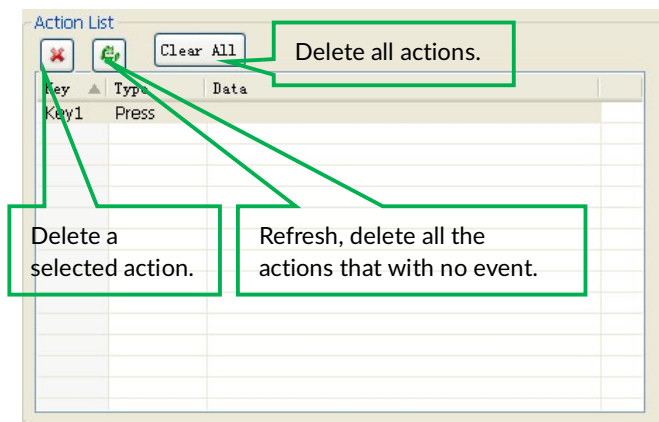 Action List
Clear All
Delete all actions.
Key Type Data
Key1 Press
Delete a
selected action.
Refresh, delete all the
actions that with no event.